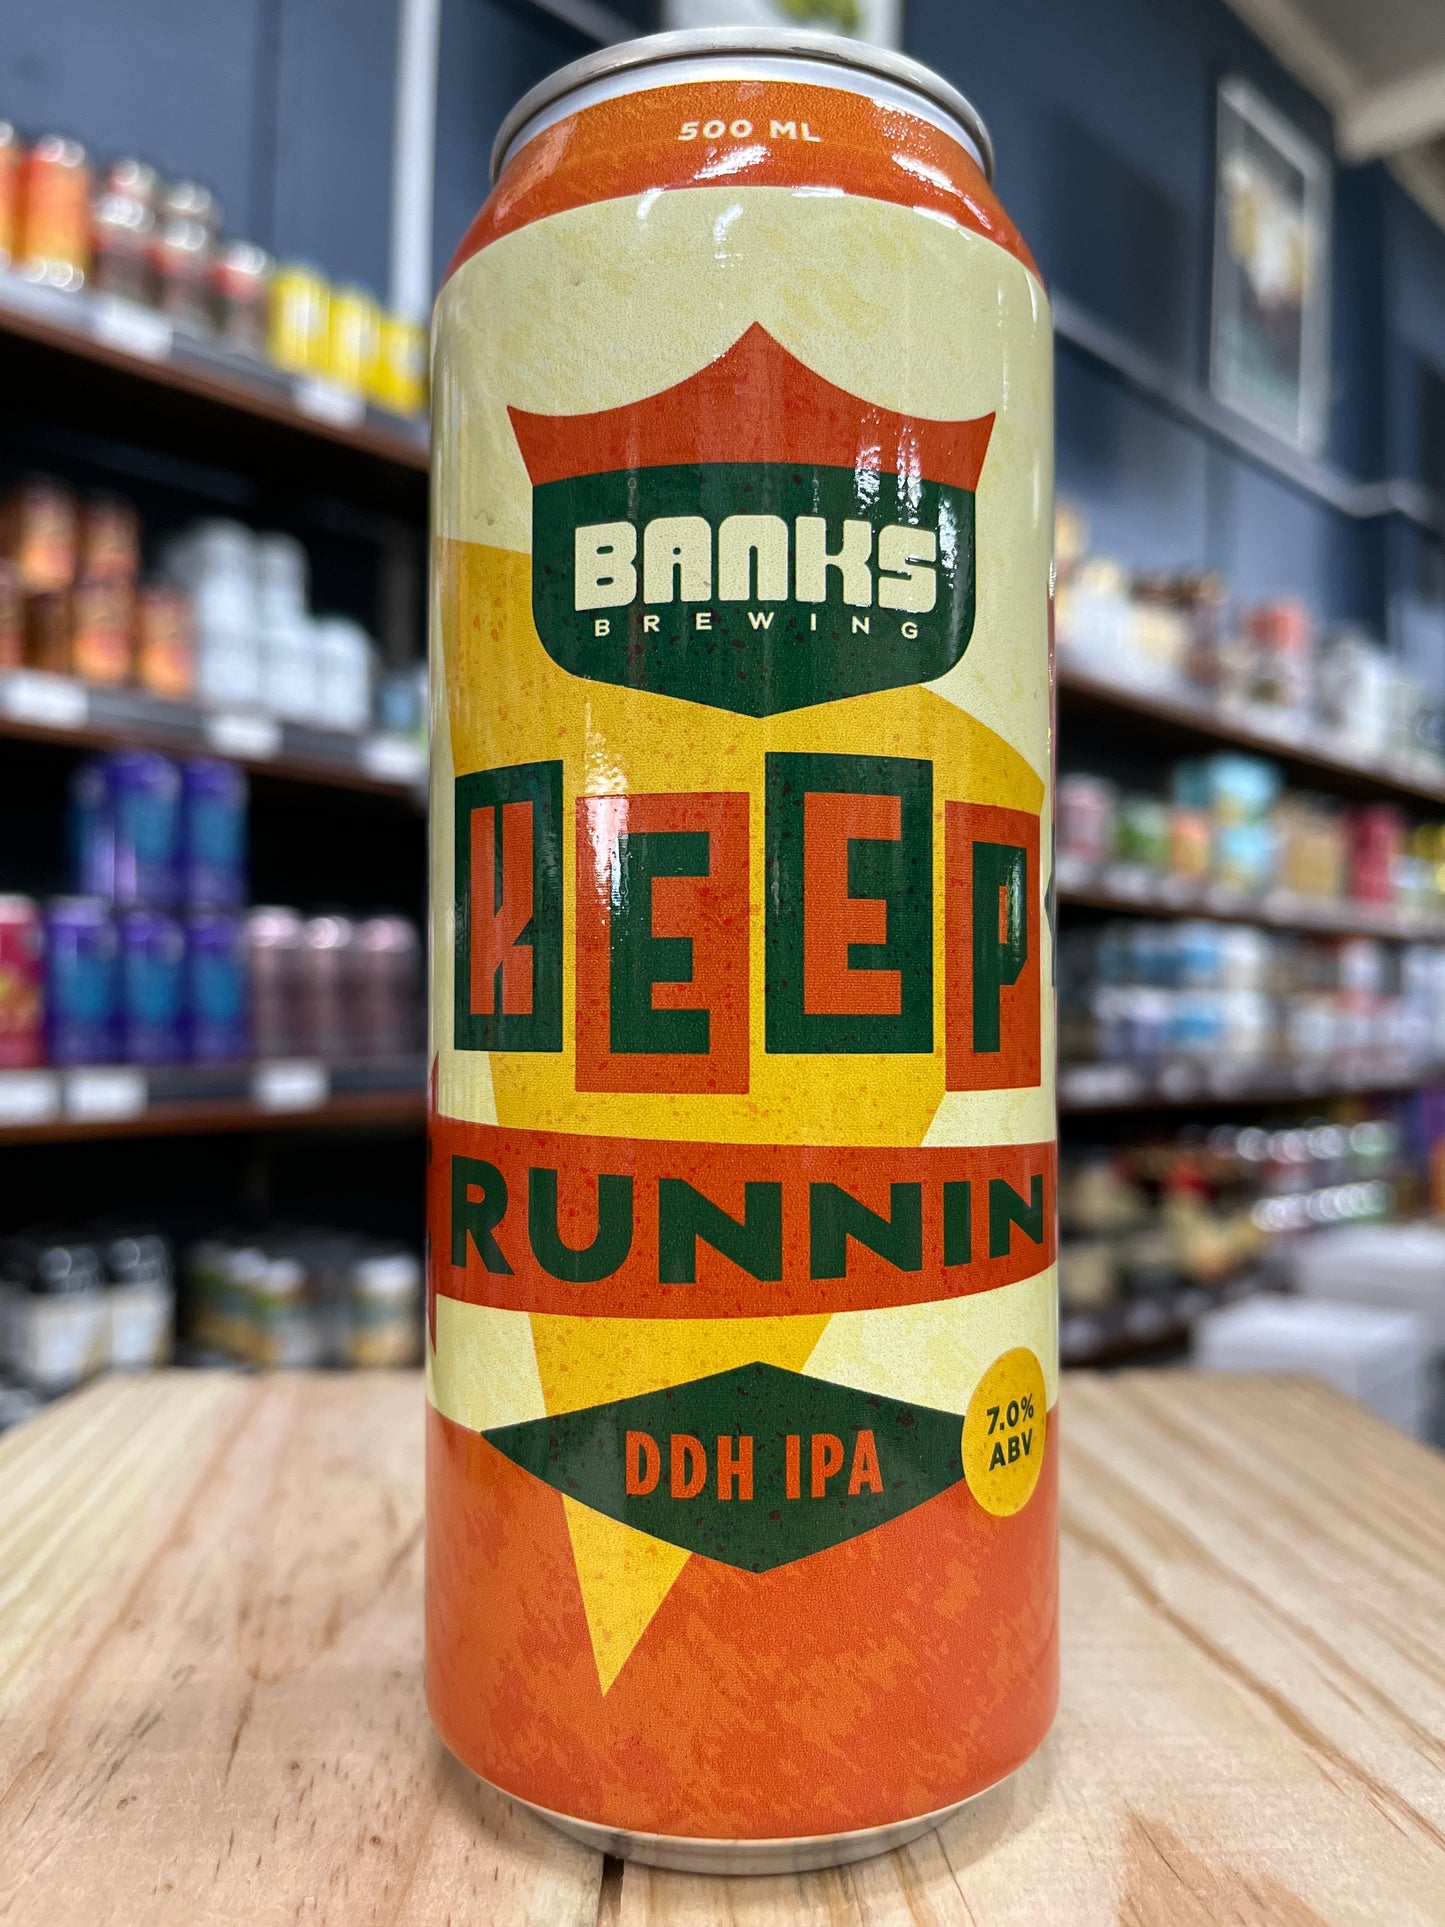 500 ML
BANKS
BREWING
KEEP
RUNNIN
DDH IPA
7.0%
ABV